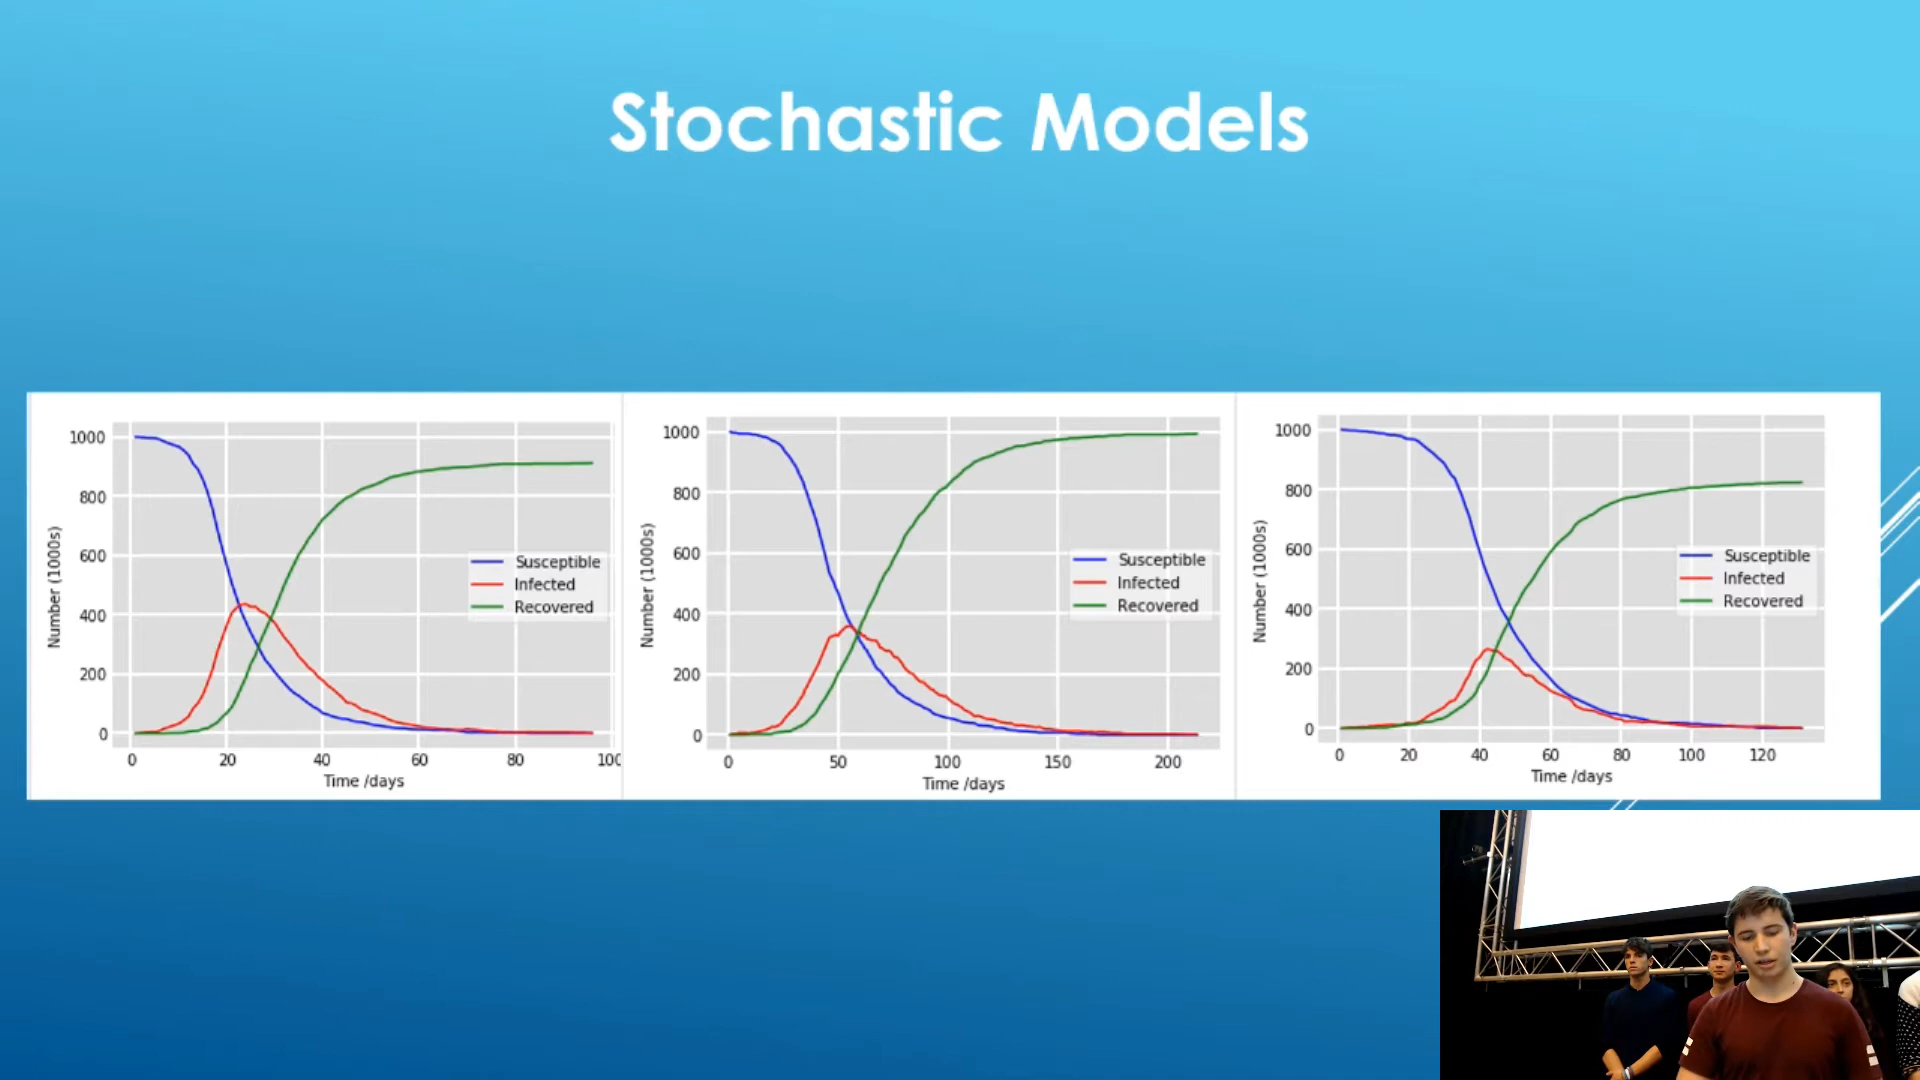 Stochastic Models
1000
800
600
400
200
0
Number (1000s)
Susceptible
Infected
Recovered
0 20 40 60 80 100
Time /days
1000
800
600
400
200
0
Number (1000s)
Susceptible
Infected
Recovered
0 50 100 150 200
Time /days
1000
800
600
400
200
0
Number (1000s)
Susceptible
Infected
Recovered
0 20 40 60 80 100 120
Time /days